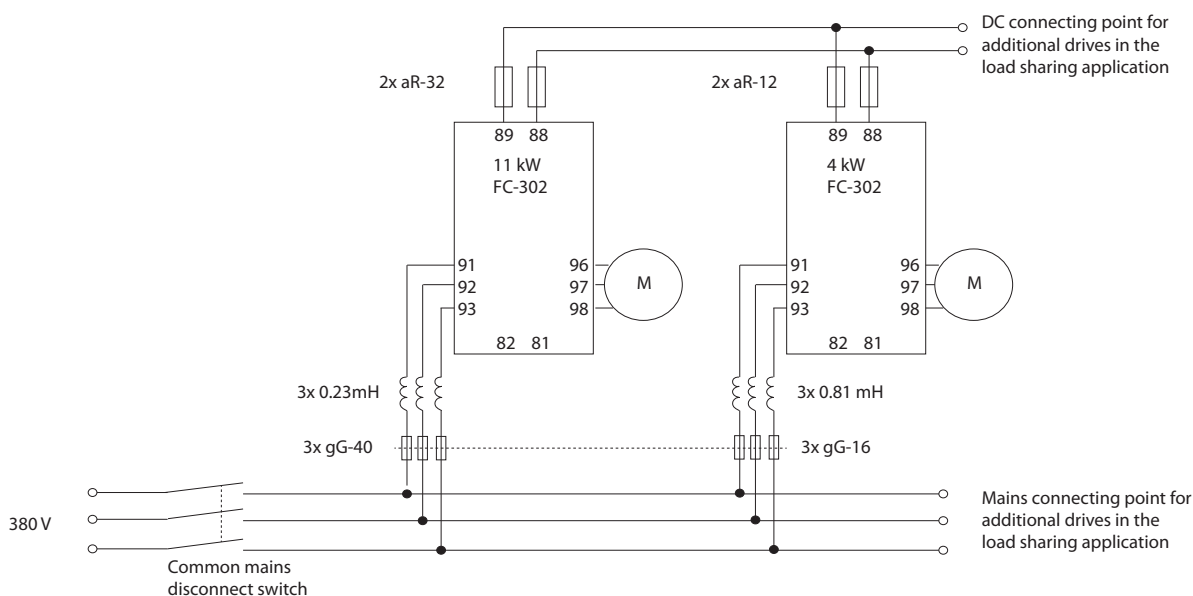 DC connecting point for
additional drives in the
load sharing application
2x aR-32
2x aR-12
89 88
89 88
11 kW
FC-302
4 kW
FC-302
91
92
93
96
97
98
M
91
92
93
96
97
98
M
82 81
82 81
3x 0.23mH
3x 0.81 mH
3x gG-40
3x gG-16
380 V
Mains connecting point for
additional drives in the
load sharing application
Common mains
disconnect switch
130BF758.10